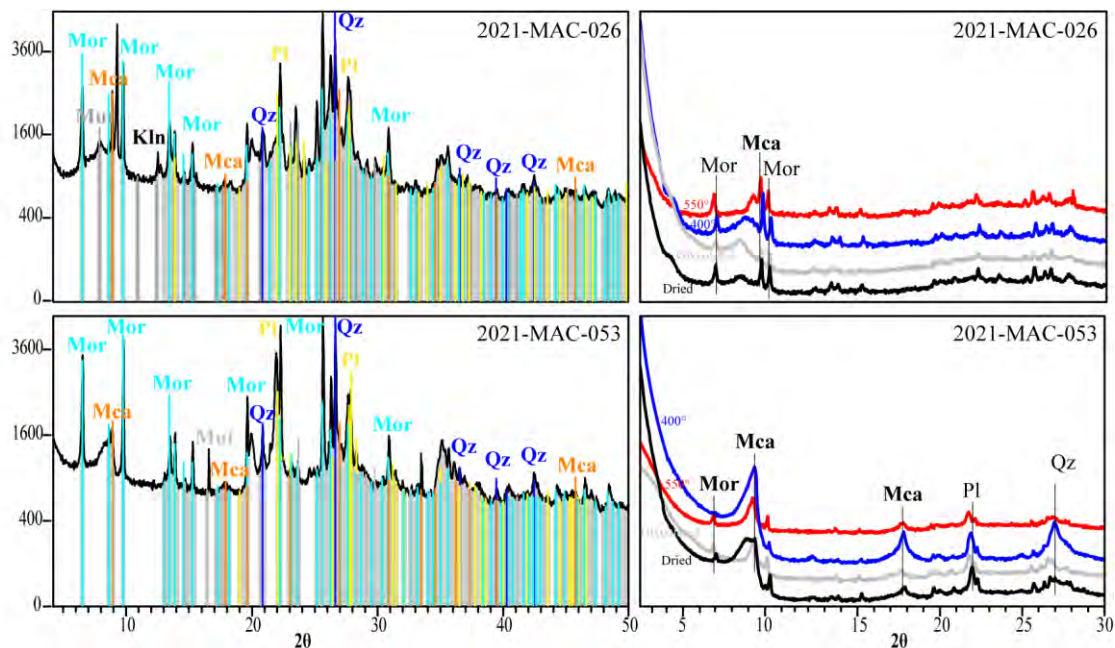 2021-MAC-026
3600
1600
400
0
Mor
Mca
Mui
Mor
Kln
Mor
Mor
Mca
Qz
Pl
Qz
Pl
Mor
Qz
Qz
Qz
Mca
2021-MAC-026
Mor
Mca
Mor
550°
400°
Dried
2021-MAC-053
3600
1600
400
0
Mor
Mca
Mor
Mor
Mui
Mca
Mor
Qz
Pl
Mor
Qz
Pl
Mor
Qz
Qz
Qz
Mca
10
20
30
40
50
2θ
2021-MAC-053
400°
550°
Dried
Mor
Mca
Mca
Pl
Qz
5
10
15
20
25
30
2θ